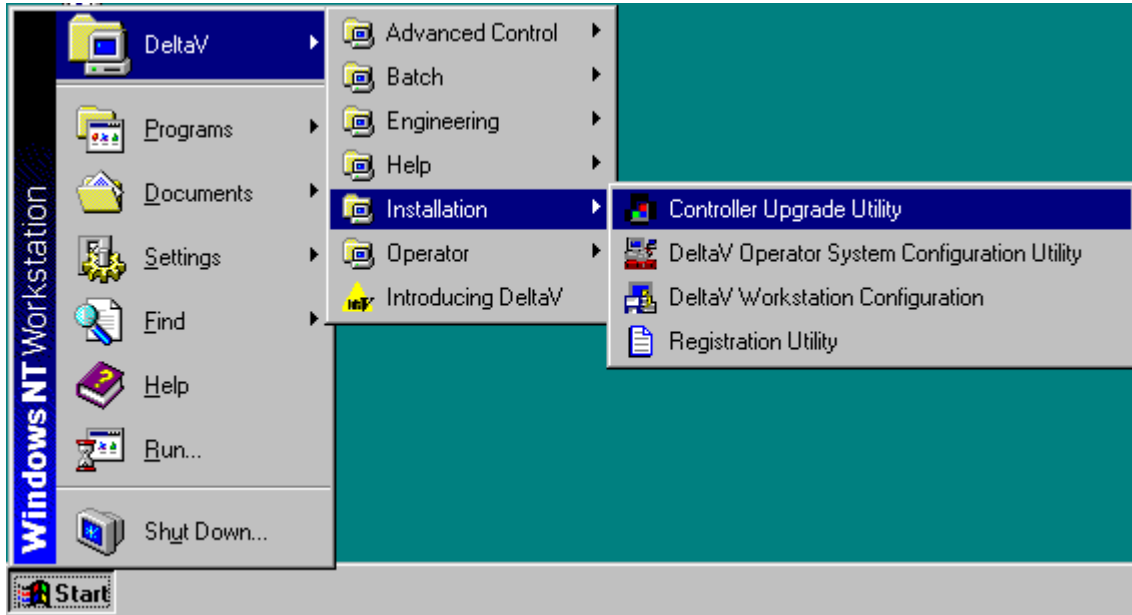 DeltaV
Programs
Documents
Settings
Find
Help
Run...
Shut Down...
Windows NT Workstation
Start
Advanced Control
Batch
Engineering
Help
Installation
Operator
Introducing DeltaV
Controller Upgrade Utility
DeltaV Operator System Configuration Utility
DeltaV Workstation Configuration
Registration Utility